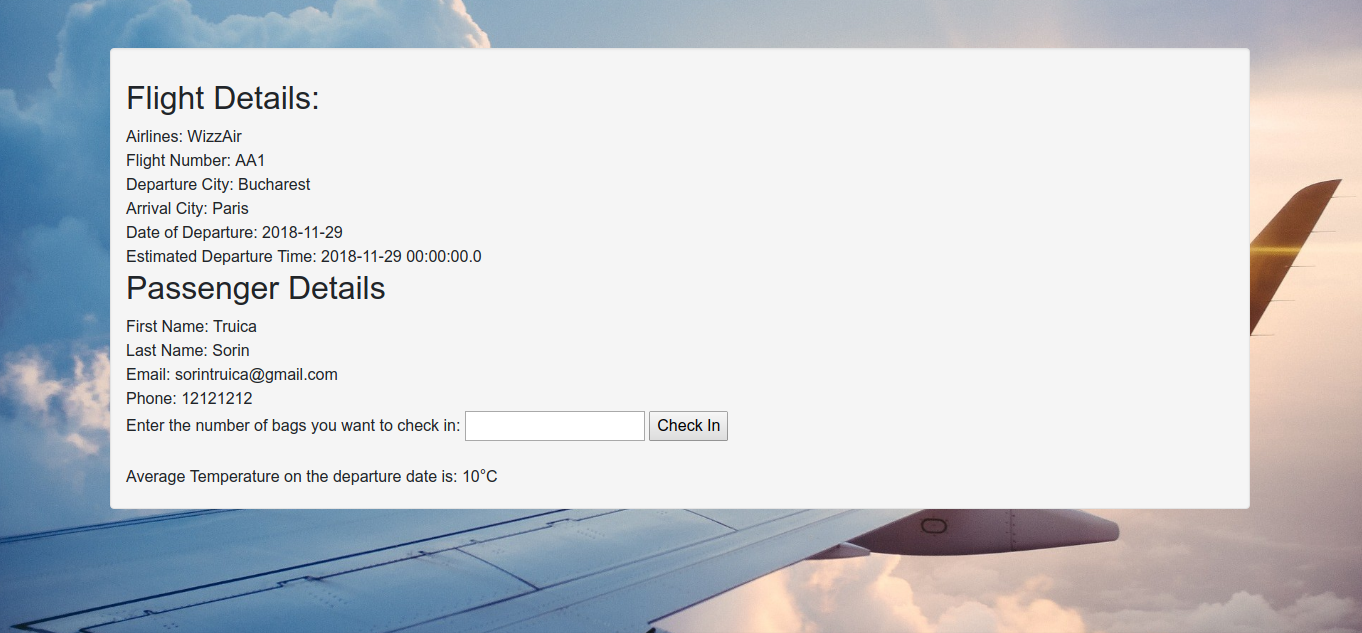 Flight Details:
Airlines: WizzAir
Flight Number: AA1
Departure City: Bucharest
Arrival City: Paris
Date of Departure: 2018-11-29
Estimated Departure Time: 2018-11-29 00:00:00.0
Passenger Details
First Name: Truica
Last Name: Sorin
Email: sorintruica@gmail.com
Phone: 12121212
Enter the number of bags you want to check in: Check In
Average Temperature on the departure date is: 10°C